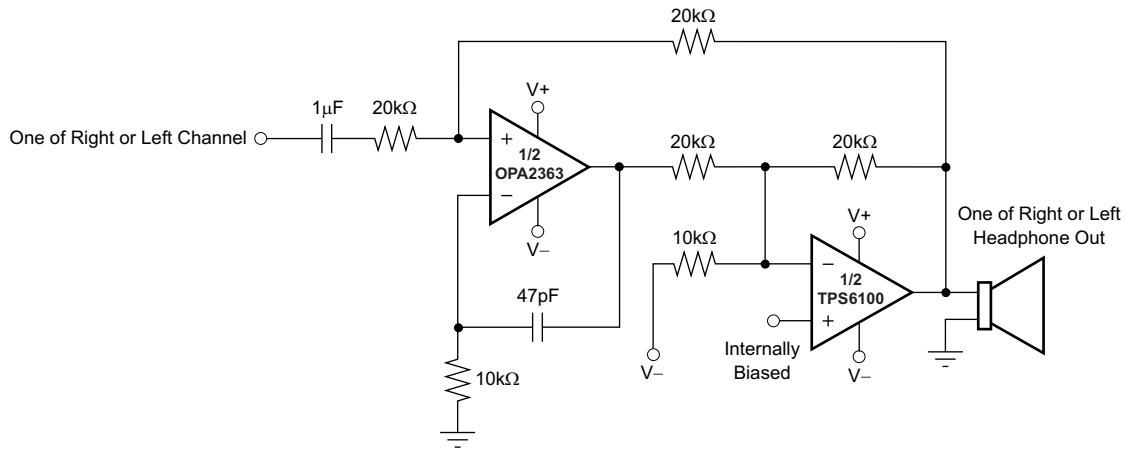 20kΩ
1μF
20kΩ
V+
One of Right or Left Channel
+
1/2
OPA2363
−
V−
20kΩ
20kΩ
10kΩ
V−
V+
−
1/2
TPS6100
+
V−
Internally
Biased
One of Right or Left
Headphone Out
47pF
10kΩ